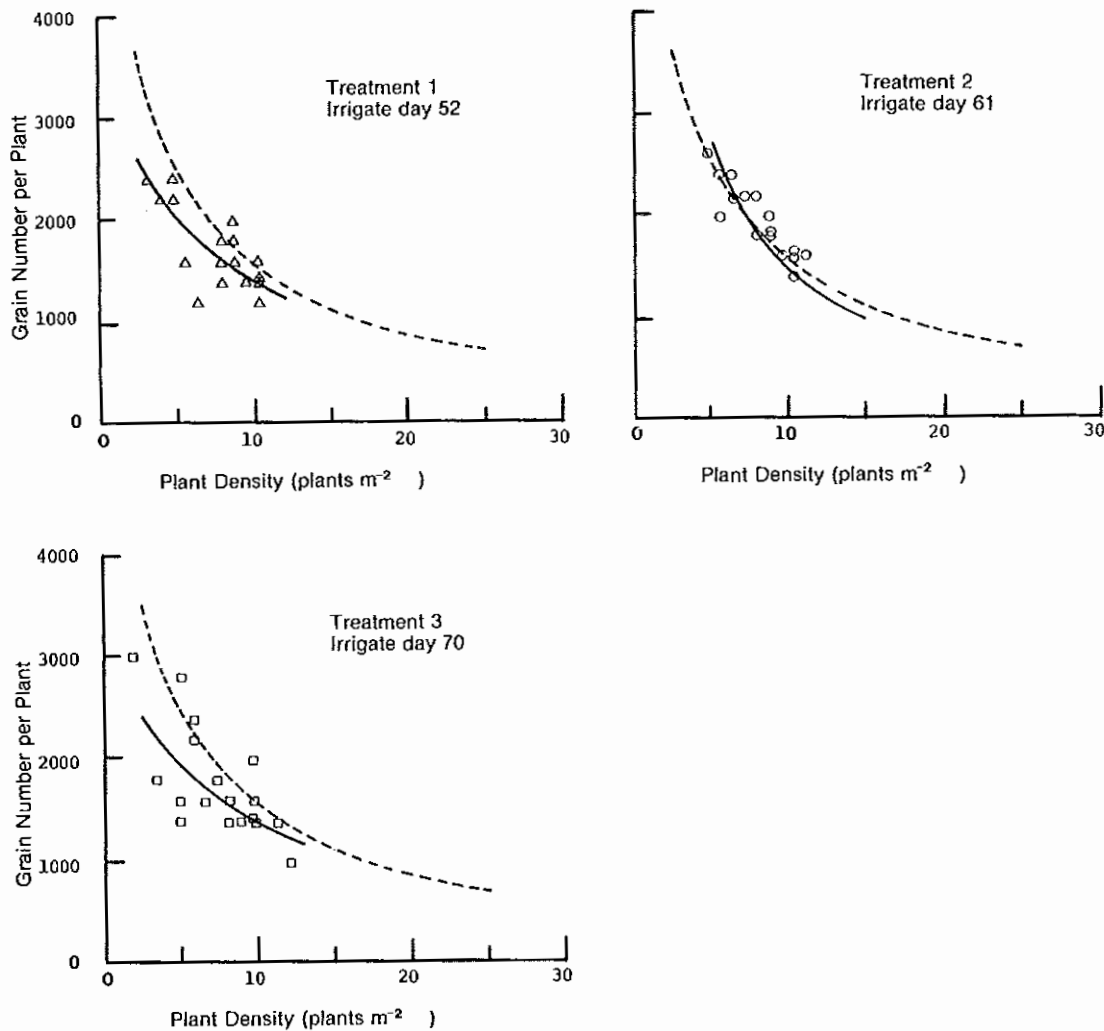 4000
3000
2000
1000
0
Grain Number per Plant
Treatment 1
Irrigate day 52
0 10 20 30
Plant Density (plants m⁻² )
Treatment 2
Irrigate day 61
0 10 20 30
Plant Density (plants m⁻² )
4000
3000
2000
1000
0
Grain Number per Plant
Treatment 3
Irrigate day 70
0 10 20 30
Plant Density (plants m⁻² )